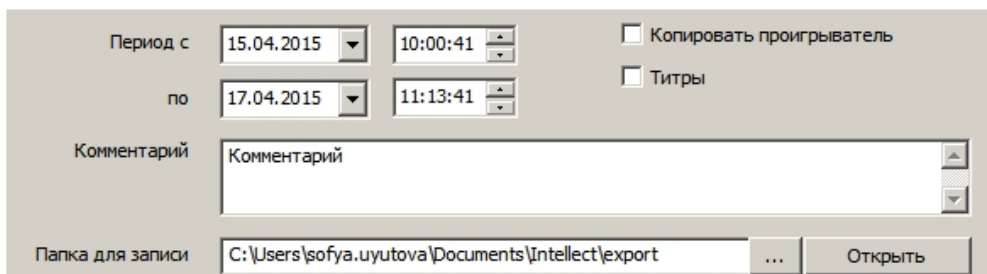 Период с 15.04.2015 10:00:41 Копировать проигрыватель
по 17.04.2015 11:13:41 Титры
Комментарий Комментарий
Папка для записи C:\Users\sofya.uyutova\Documents\Intellect\export ... Открыть